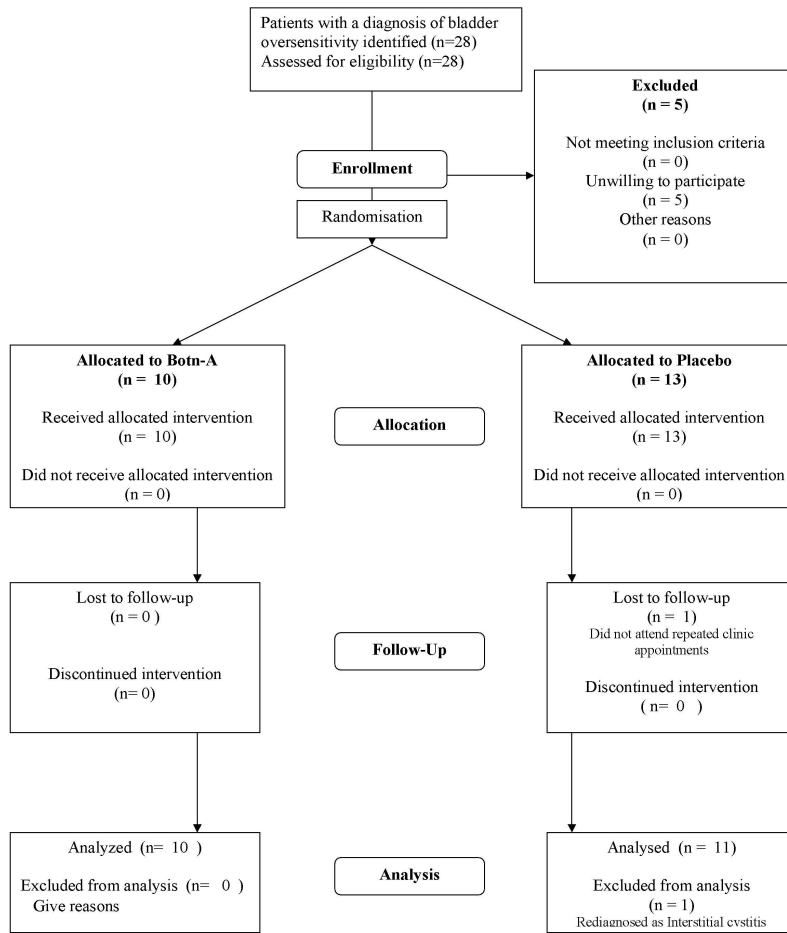 Patients with a diagnosis of bladder
oversensitivity identified (n=28)
Assessed for eligibility (n=28)
Excluded
(n = 5)
Not meeting inclusion criteria
(n = 0)
Unwilling to participate
(n = 5)
Other reasons
(n = 0)
Enrollment
Randomisation
Allocated to Botn-A
(n = 10)
Received allocated intervention
(n = 10)
Did not receive allocated intervention
(n = 0)
Allocation
Allocated to Placebo
(n = 13)
Received allocated intervention
(n =13)
Did not receive allocated intervention
(n = 0)
Lost to follow-up
(n = 0 )
Discontinued intervention
(n= 0)
Follow-Up
Lost to follow-up
(n = 1)
Did not attend repeated clinic
appointments
Discontinued intervention
( n= 0 )
Analyzed (n= 10 )
Excluded from analysis (n= 0 )
Give reasons
Analysis
Analysed (n = 11)
Excluded from analysis
(n = 1)
Rediagnosed as Interstitial cystitis